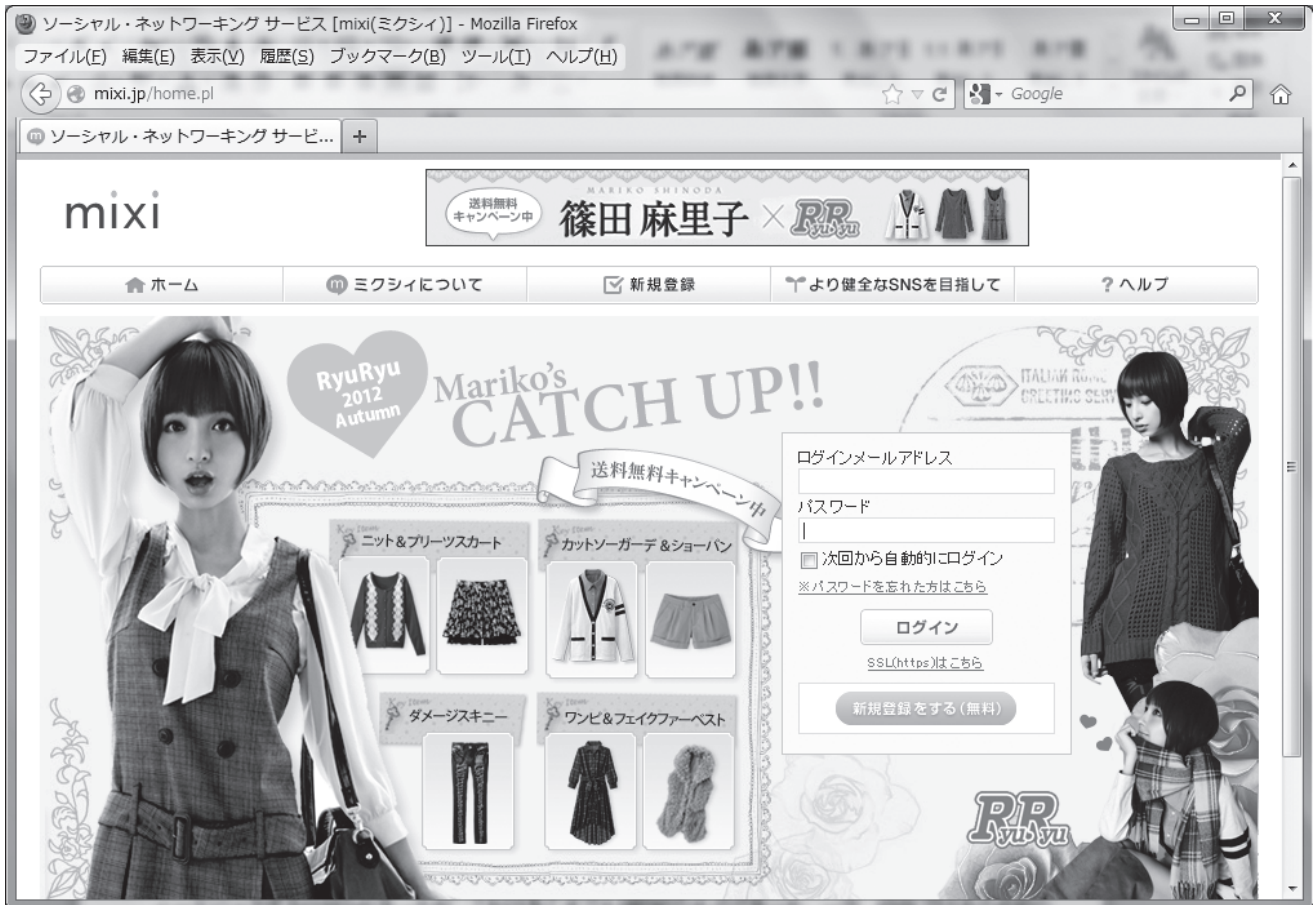 ソーシャル・ネットワーキング サービス [mixi(ミクシィ)] - Mozilla Firefox
ファイル(F) 編集(E) 表示(V) 履歴(S) ブックマーク(B) ツール(T) ヘルプ(H)
mixi.jp/home.pl
Google
ソーシャル・ネットワーキング サービ...
mixi
送料無料
キャンペーン中
MARIKO SHINODA
篠田 麻里子×RRyuRyu
ホーム
ミクシィについて
新規登録
より健全なSNSを目指して
ヘルプ
RyuRyu
2012
Autumn
Mariko's
CATCH UP!!
送料無料キャンペーン中
Key Item
ニット&プリーツスカート
Key Item
カットソーガーデ&ショーパン
Key Item
ダメージスキニー
Key Item
ワンピ&フェイクファーベスト
ログインメールアドレス
パスワード
次回から自動的にログイン
※パスワードを忘れた方はこちら
ログイン
SSL(https)はこちら
新規登録をする(無料)
RyuRyu